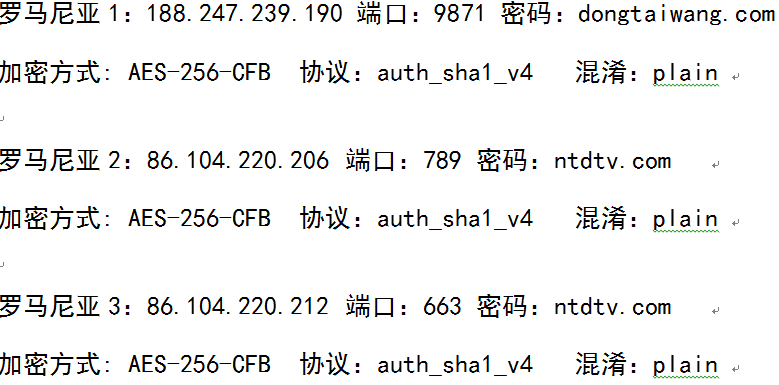 罗马尼亚1：188.247.239.190 端口：9871 密码：dongtaiwang.com
加密方式: AES-256-CFB 协议：auth_sha1_v4 混淆：plain
罗马尼亚2：86.104.220.206 端口：789 密码：ntdtv.com
加密方式: AES-256-CFB 协议：auth_sha1_v4 混淆：plain
罗马尼亚3：86.104.220.212 端口：663 密码：ntdtv.com
加密方式: AES-256-CFB 协议：auth_sha1_v4 混淆：plain